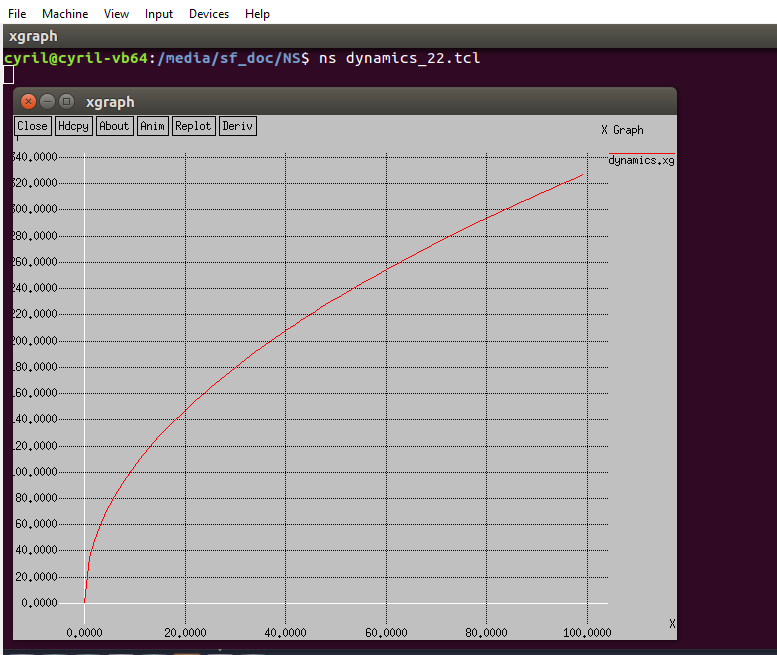 File Machine View Input Devices Help
xgraph
cyril@cyril-vb64:/media/sf_doc/NS$ ns dynamics_22.tcl
xgraph
Close Hdcpy About Anim Replot Deriv
X Graph
dynamics.xg
340.0000
320.0000
300.0000
280.0000
260.0000
240.0000
220.0000
200.0000
180.0000
160.0000
140.0000
120.0000
100.0000
80.0000
60.0000
40.0000
20.0000
0.0000
X
0.0000 20.0000 40.0000 60.0000 80.0000 100.0000